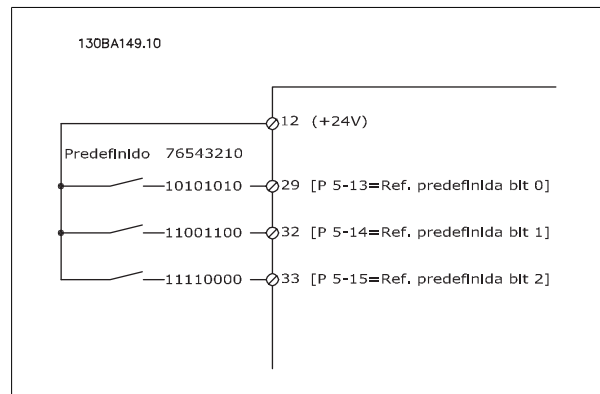 130BA149.10
12 (+24V)
Predefinido 76543210
10101010 29 [P 5-13=Ref. predefinida bit 0]
11001100 32 [P 5-14=Ref. predefinida bit 1]
11110000 33 [P 5-15=Ref. predefinida bit 2]